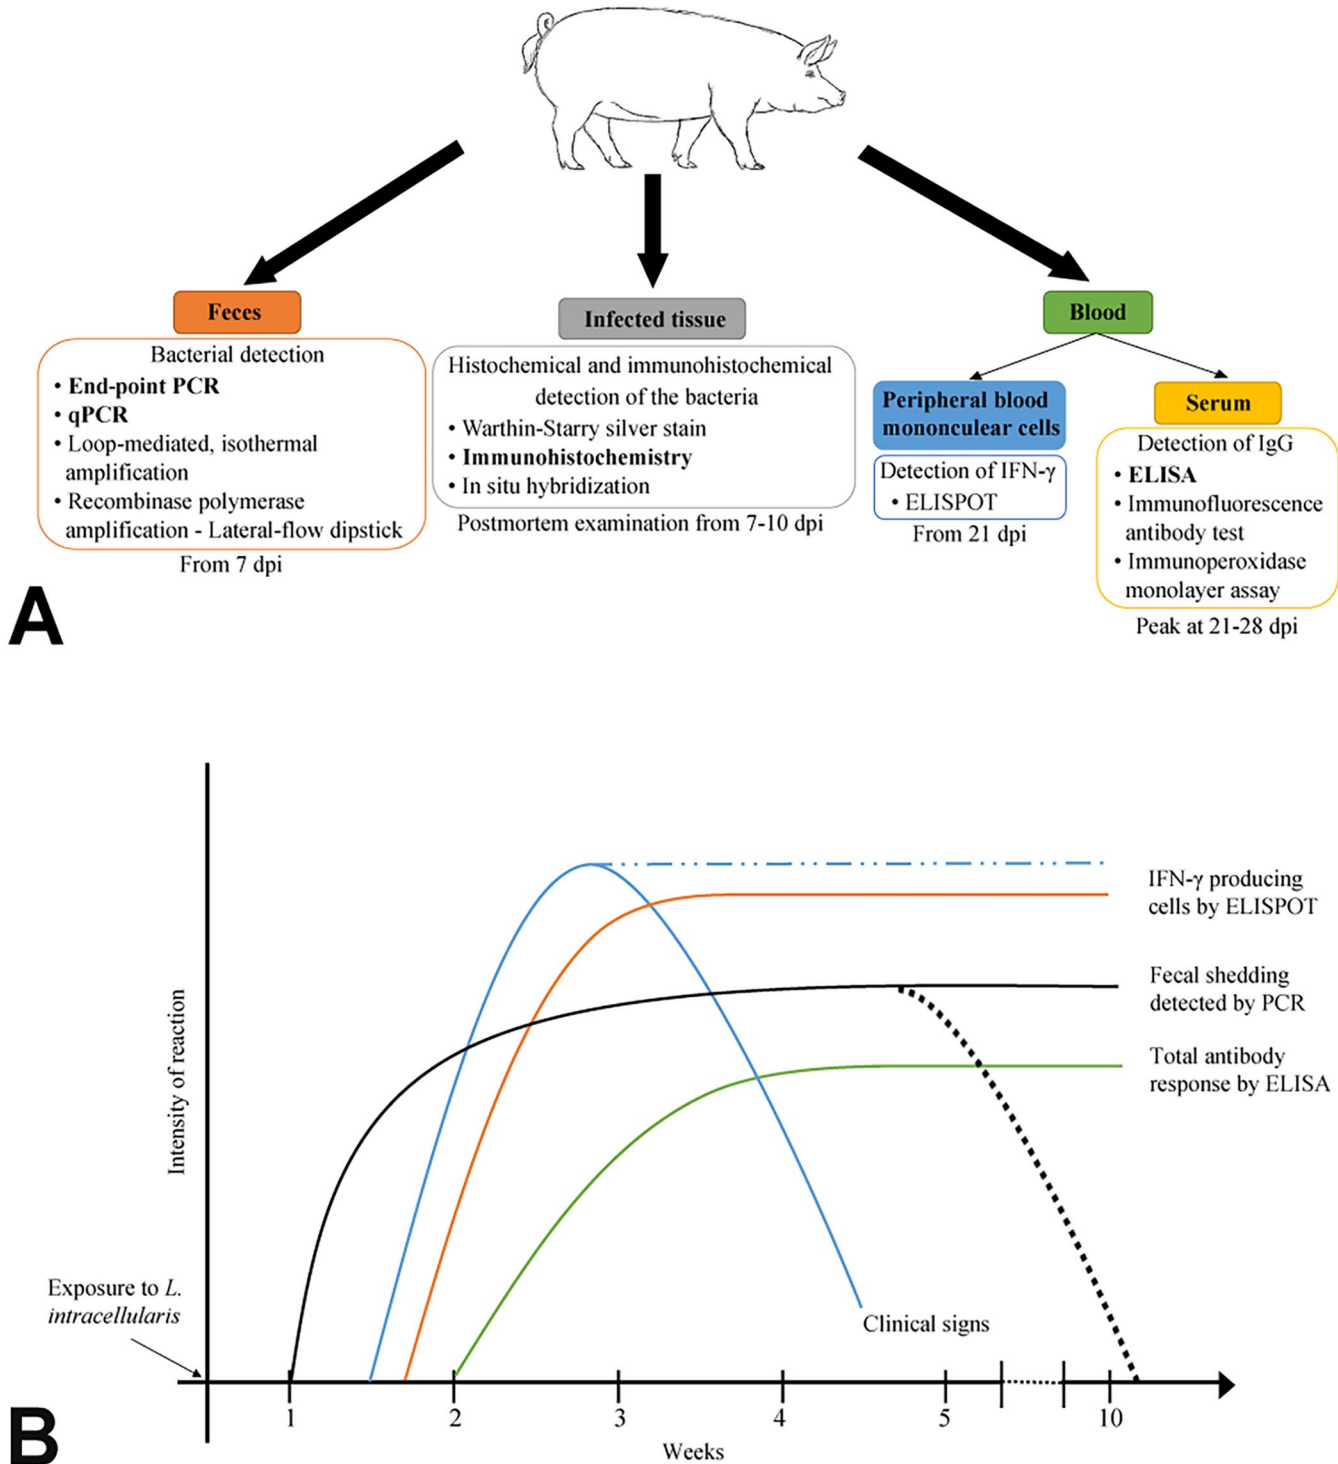 Feces
Bacterial detection
• End-point PCR
• qPCR
• Loop-mediated, isothermal
amplification
• Recombinase polymerase
amplification - Lateral-flow dipstick
From 7 dpi
Infected tissue
Histochemical and immunohistochemical
detection of the bacteria
• Warthin-Starry silver stain
• Immunohistochemistry
• In situ hybridization
Postmortem examination from 7-10 dpi
Blood
Peripheral blood
mononculear cells
Detection of IFN-γ
• ELISPOT
From 21 dpi
Serum
Detection of IgG
• ELISA
• Immunofluorescence
antibody test
• Immunoperoxidase
monolayer assay
Peak at 21-28 dpi
A
IFN-γ producing
cells by ELISPOT
Fecal shedding
detected by PCR
Total antibody
response by ELISA
Intensity of reaction
Exposure to L.
intracellularis
Clinical signs
1 2 3 4 5 10
Weeks
B